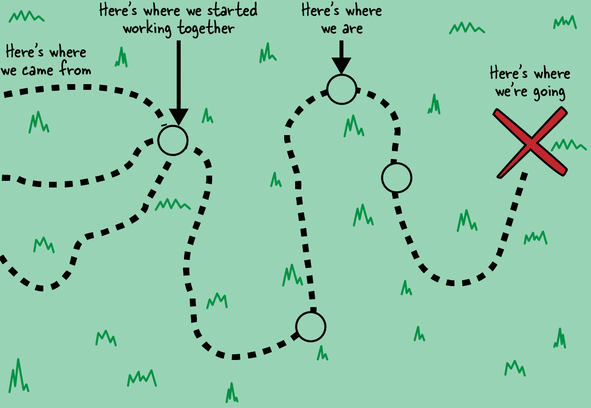 Here's where we started
working together
Here's where
we are
Here's where
we came from
Here's where
we're going